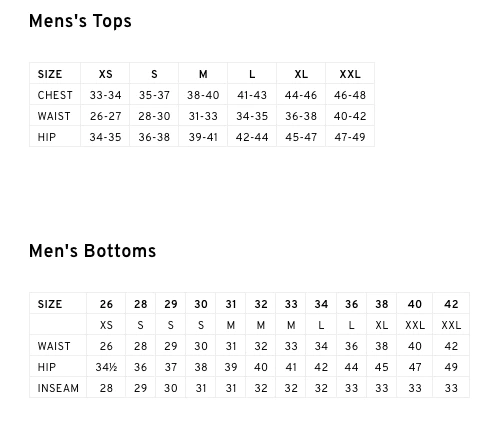 Mens's Tops
SIZE XS S M L XL XXL
CHEST 33-34 35-37 38-40 41-43 44-46 46-48
WAIST 26-27 28-30 31-33 34-35 36-38 40-42
HIP 34-35 36-38 39-41 42-44 45-47 47-49
Men's Bottoms
SIZE 26 28 29 30 31 32 33 34 36 38 40 42
XS S S S M M M L L XL XXL XXL
WAIST 26 28 29 30 31 32 33 34 36 38 40 42
HIP 34½ 36 37 38 39 40 41 42 44 45 47 49
INSEAM 28 29 30 31 31 32 32 32 33 33 33 33